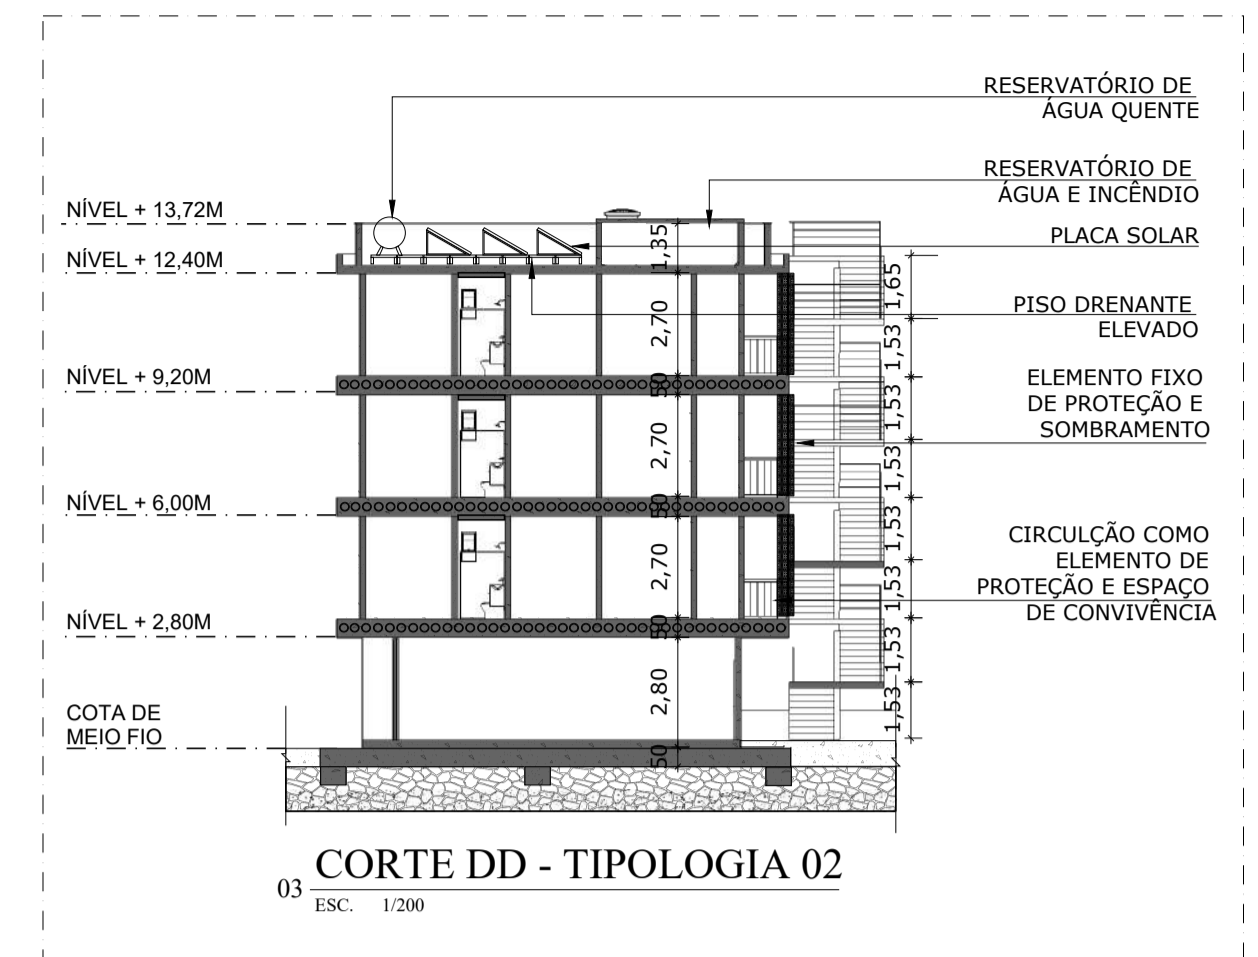 RESERVATÓRIO DE
ÁGUA QUENTE
RESERVATÓRIO DE
ÁGUA E INCÊNDIO
PLACA SOLAR
PISO DRENANTE
ELEVADO
ELEMENTO FIXO
DE PROTEÇÃO E
SOMBRAMENTO
CIRCULÇÃO COMO
ELEMENTO DE
PROTEÇÃO E ESPAÇO
DE CONVIVÊNCIA
NÍVEL + 13,72M
NÍVEL + 12,40M
NÍVEL + 9,20M
NÍVEL + 6,00M
NÍVEL + 2,80M
COTA DE
MEIO FIO
1,35
2,70
50
2,70
50
2,70
50
2,80
50
1,65
1,53
1,53
1,53
1,53
1,53
1,53
1,53
CORTE DD - TIPOLOGIA 02
03
ESC. 1/200